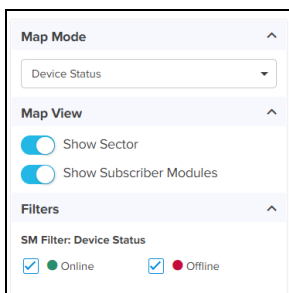 Map Mode
Device Status
Map View
Show Sector
Show Subscriber Modules
Filters
SM Filter: Device Status
Online Offline